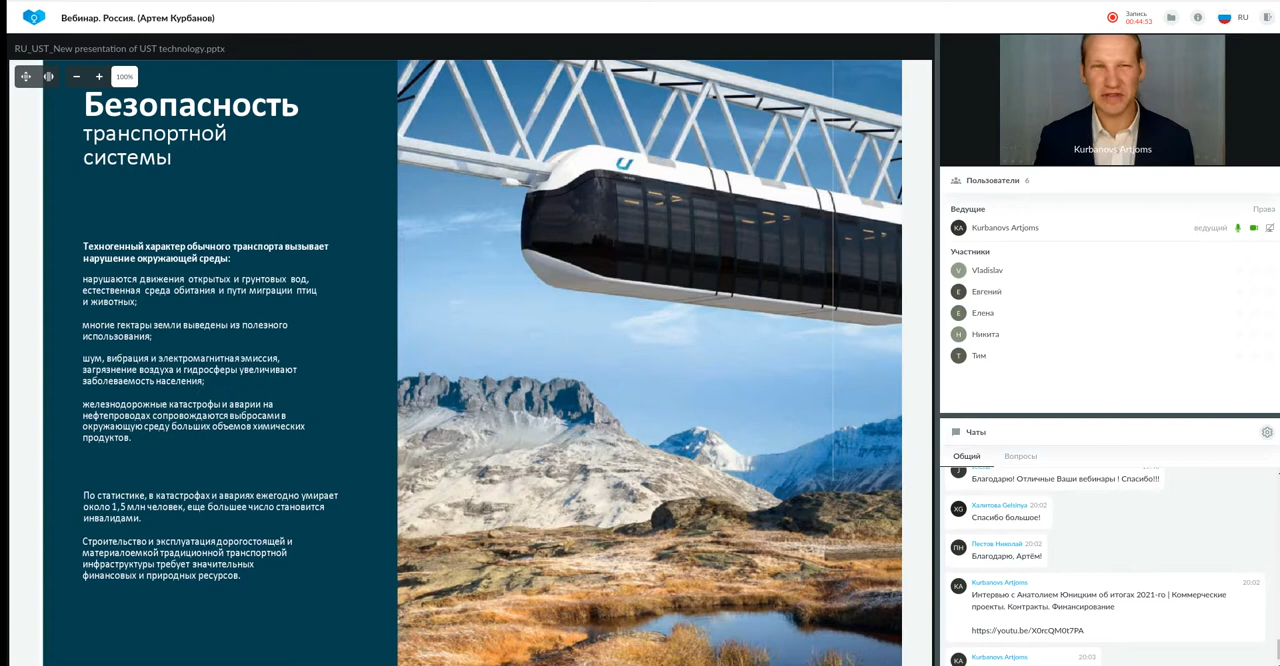 Вебинар. Россия. (Артем Курбанов)
Запись
00:44:53
RU
RU_UST_New presentation of UST technology.pptx
100%
Безопасность
транспортной
системы
Техногенный характер обычного транспорта вызывает
нарушение окружающей среды:
нарушаются движения открытых и грунтовых вод,
естественная среда обитания и пути миграции птиц
и животных;
многие гектары земли выведены из полезного
использования;
шум, вибрация и электромагнитная эмиссия,
загрязнение воздуха и гидросферы увеличивают
заболеваемость населения;
железнодорожные катастрофы и аварии на
нефтепроводах сопровождаются выбросами в
окружающую среду больших объемов химических
продуктов.
По статистике, в катастрофах и авариях ежегодно умирает
около 1,5 млн человек, еще большее число становится
инвалидами.
Строительство и эксплуатация дорогостоящей и
материалоемкой традиционной транспортной
инфраструктуры требует значительных
финансовых и природных ресурсов.
U
Kurbanovs Artjoms
Пользователи 6
Ведущие Права
KA Kurbanovs Artjoms ведущий
Участники
V Vladislav
Е Евгений
Е Елена
Н Никита
Т Тим
Чаты
Общий Вопросы
Благодарю! Отличные Ваши вебинары ! Спасибо!!!
XG Халитова Gelsinya 20:02
Спасибо большое!
ПН Пестов Николай 20:02
Благодарю, Артём!
KA Kurbanovs Artjoms 20:02
Интервью с Анатолием Юницким об итогах 2021-го | Коммерческие
проекты. Контракты. Финансирование
https://youtu.be/X0rcQM0t7PA
KA Kurbanovs Artjoms 20:03